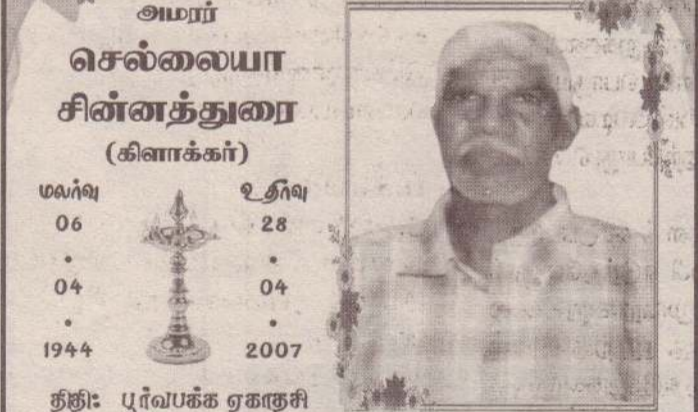 அமரர்
செல்லையா
சின்னத்துரை
(கிளாக்கர்)
மலர்வு உதிர்வு
06 28
. .
04 04
. .
1944 2007
திதி: பூர்வபக்க ஏகாதசி